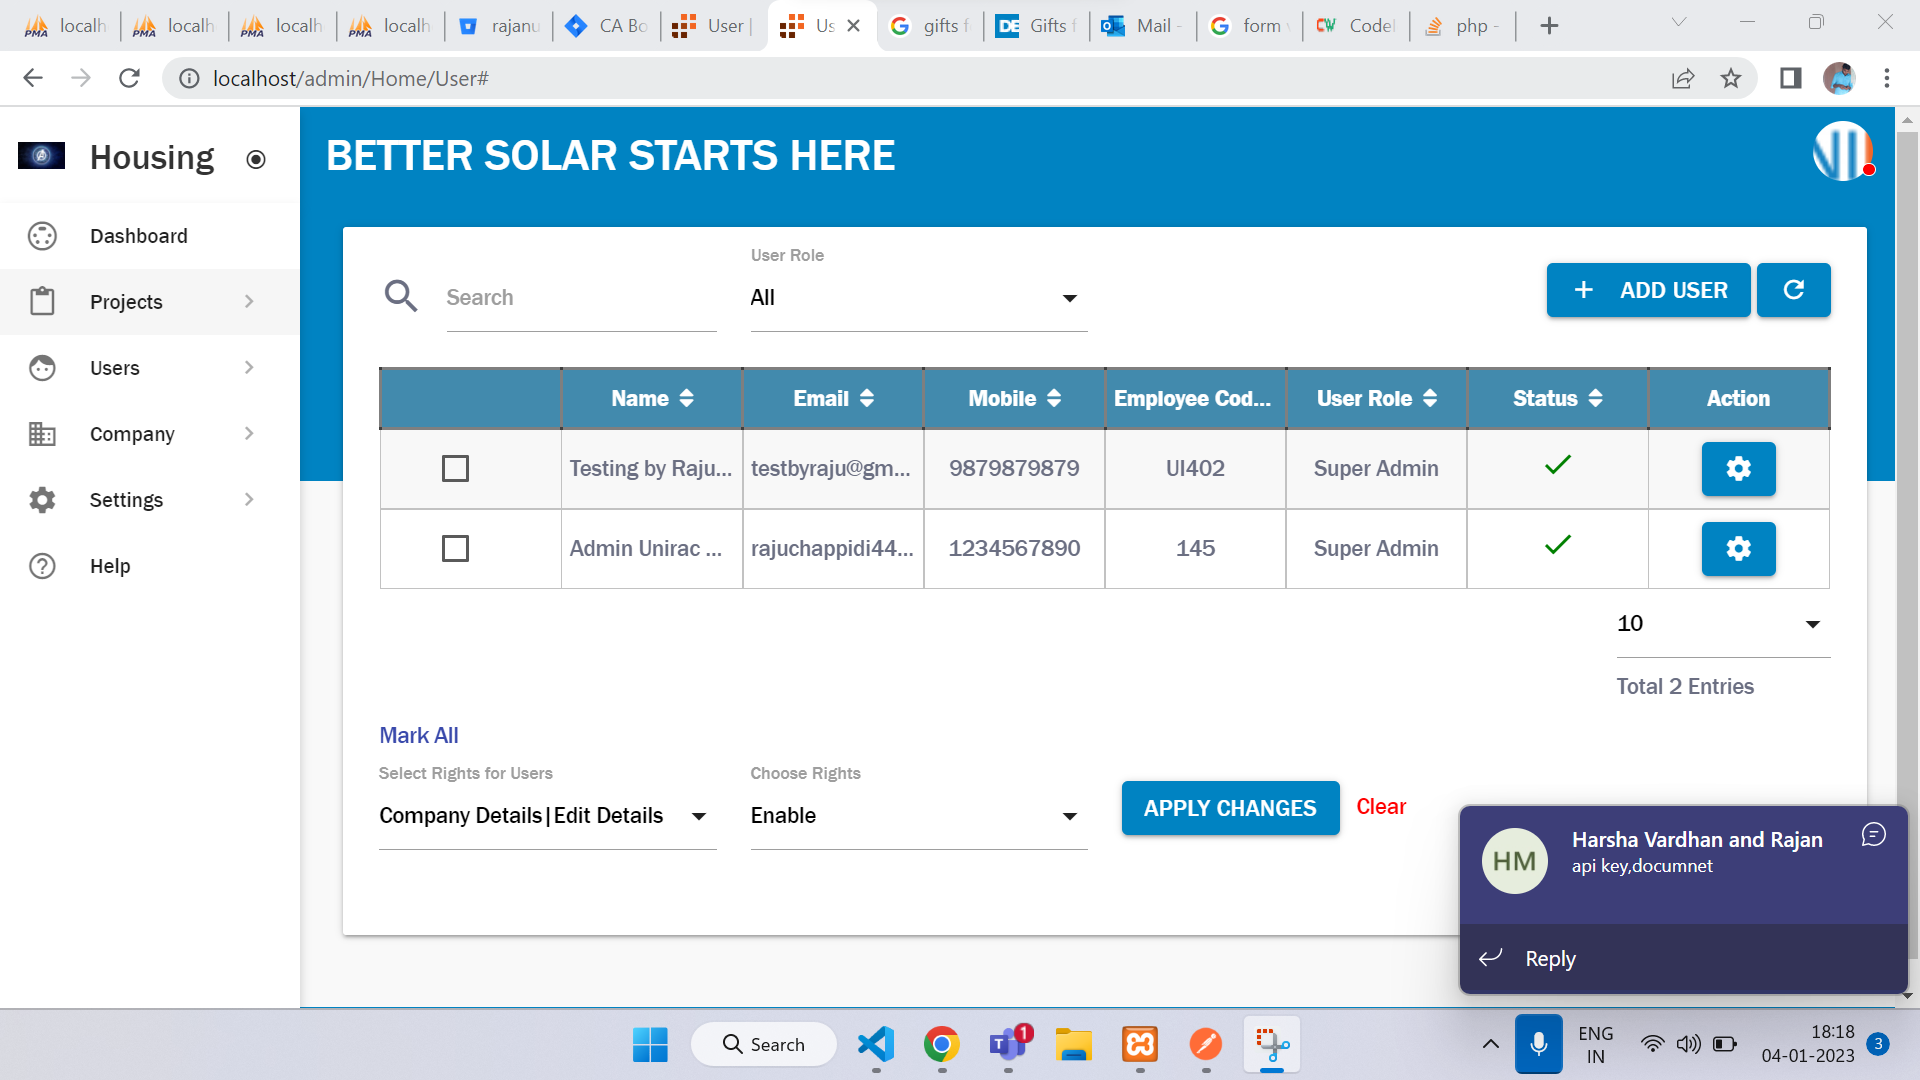 localh
localh
localh
localh
rajanu
CA Bo
User |
Us
gifts f
Gifts f
Mail -
form v
CodeI
php -
localhost/admin/Home/User#
Housing
BETTER SOLAR STARTS HERE
Dashboard
Projects
Users
Company
Settings
Help
User Role
Search
All
ADD USER
Name
Email
Mobile
Employee Cod...
User Role
Status
Action
Testing by Raju...
testbyraju@gm...
9879879879
UI402
Super Admin
Admin Unirac ...
rajuchappidi44...
1234567890
145
Super Admin
10
Total 2 Entries
Mark All
Select Rights for Users
Choose Rights
Company Details|Edit Details
Enable
APPLY CHANGES
Clear
HM
Harsha Vardhan and Rajan
api key,documnet
Reply
Search
1
ENG
IN
18:18
04-01-2023
3